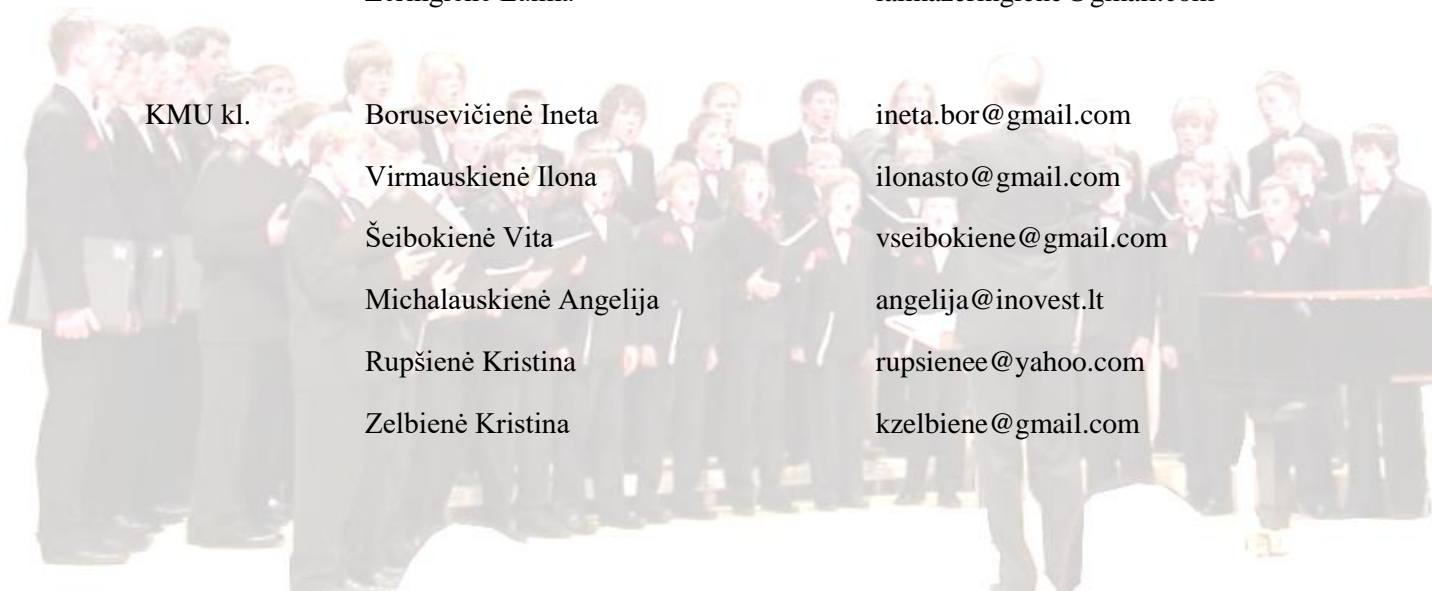 KMU kl. Borusevičienė Ineta ineta.bor@gmail.com
Virmauskienė Ilona ilonasto@gmail.com
Šeibokienė Vita vseibokiene@gmail.com
Michalauskienė Angelija angelija@inovest.lt
Rupšienė Kristina rupsienee@yahoo.com
Zelbienė Kristina kzelbiene@gmail.com